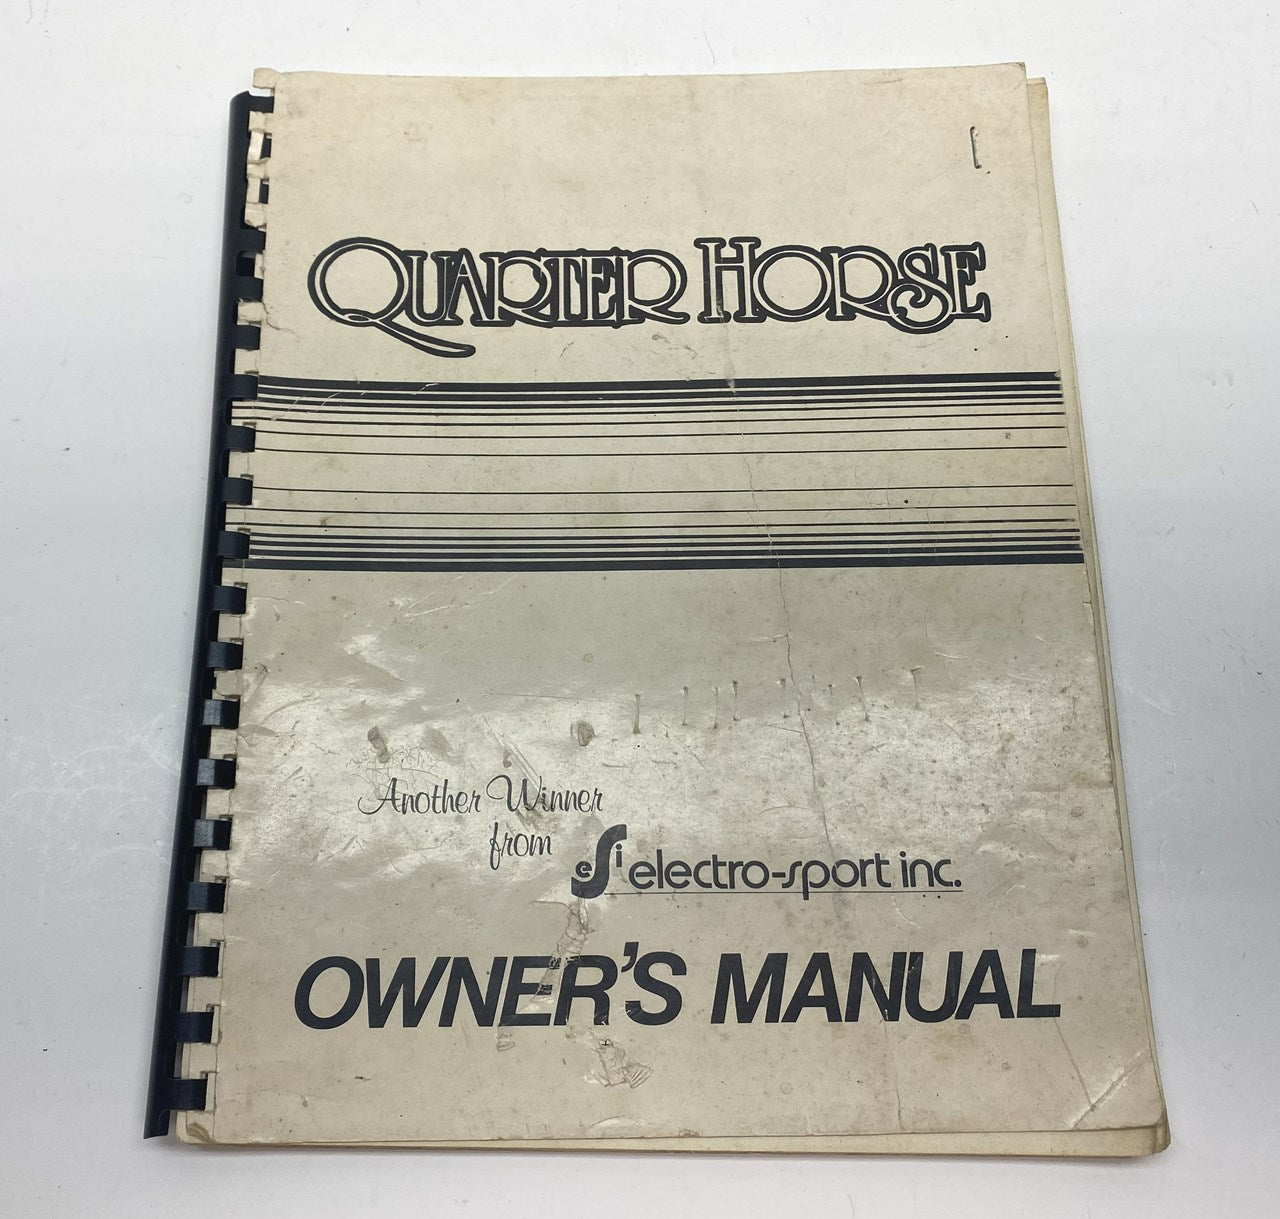 QUARTER HORSE
Another Winner
from
esi electro-sport inc.
OWNER'S MANUAL